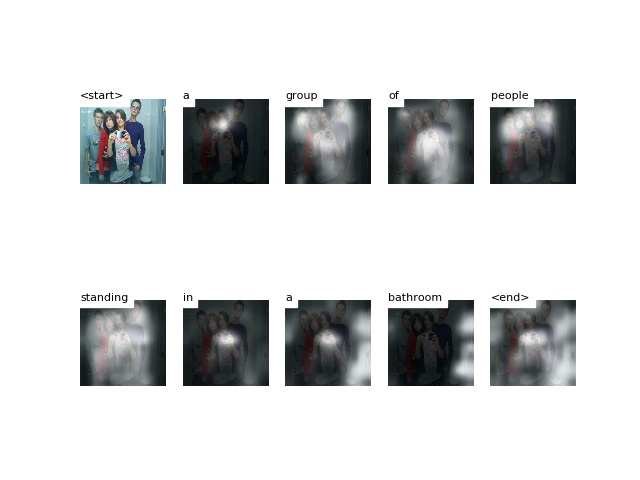 <start> a group of people
standing in a bathroom <end>